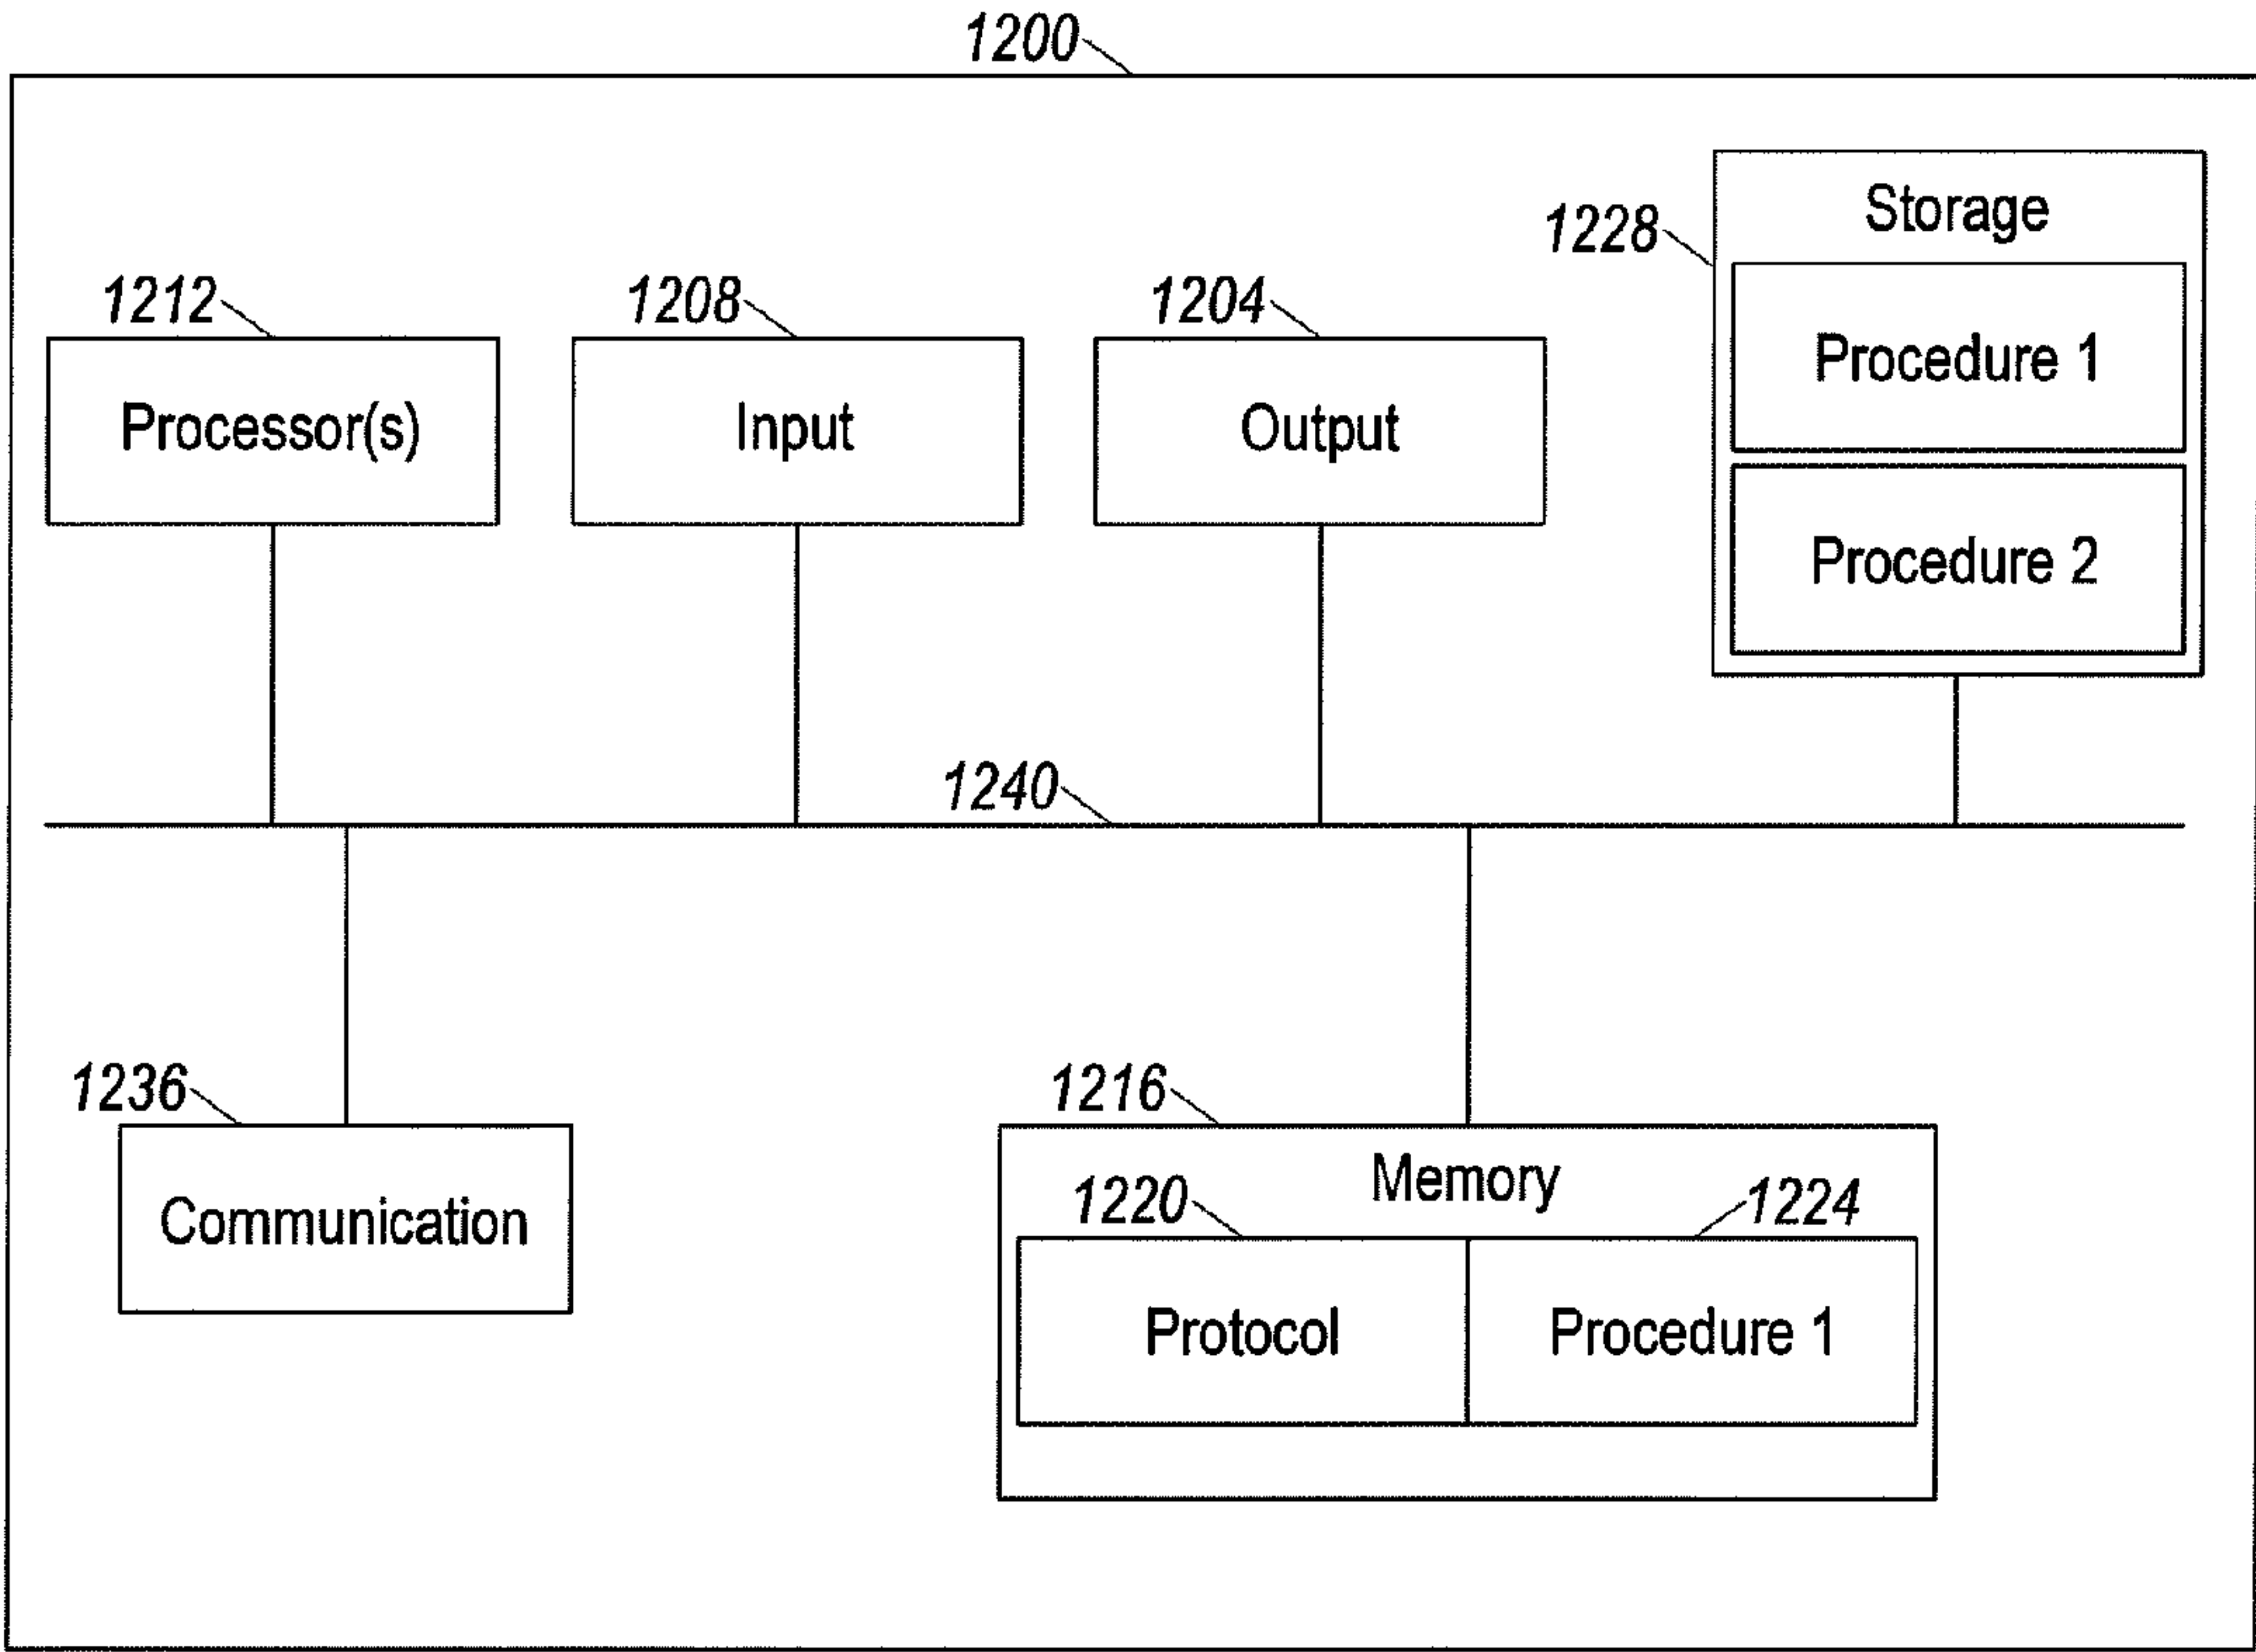 1200
1228
Storage
Procedure 1
Procedure 2
1212
Processor(s)
1208
Input
1204
Output
1240
1236
Communication
1216
Memory
1220
Protocol
1224
Procedure 1